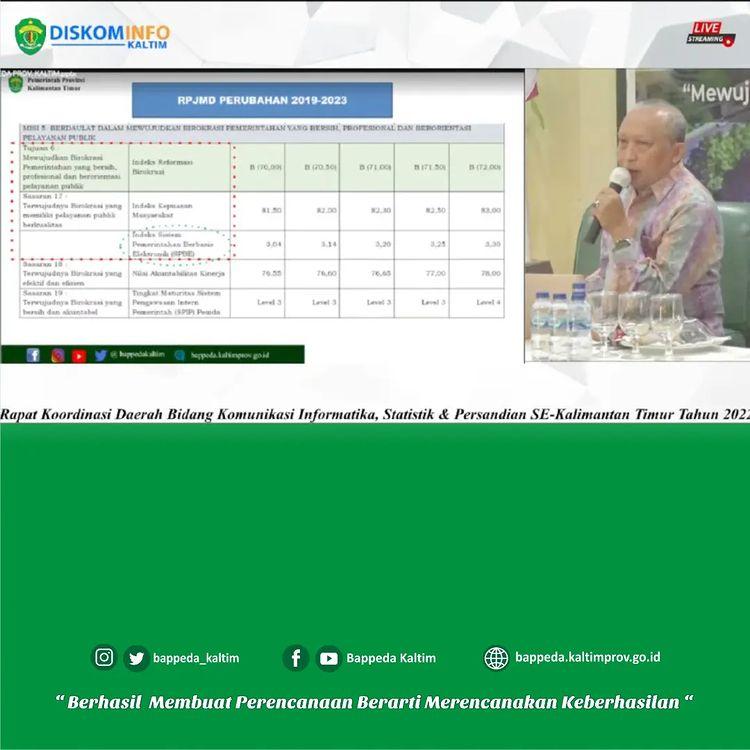 DISKOMINFO
KALTIM
LIVE
STREAMING
DA PROV. KALTIM
Pemerintah Provinsi
Kalimantan Timur
RPJMD PERUBAHAN 2019-2023
"Mewuj
MISI 5: BERDAULAT DALAM MEWUJUDKAN BIROKRASI PEMERINTAHAN YANG BERSIH, PROFESIONAL DAN BERORIENTASI
PELAYANAN PUBLIK
Tujuan 6 :
Mewujudkan Birokrasi
Pemerintahan yang bersih,
profesional dan berorientasi
pelayanan publik
Indeks Reformasi
Birokrasi
B (70,00) B (70,50) B (71,00) B (71,50) B (72,00)
Sasaran 17 :
Terwujudnya Birokrasi yang
memiliki pelayanan publik
berkualitas
Indeks Kepuasan
Masyarakat
81,50 82,00 82,30 82,50 83,00
Indeks Sistem
Pemerintahan Berbasis
Elektronik (SPBE)
3,04 3,14 3,20 3,25 3,30
Sasaran 18 :
Terwujudnya Birokrasi yang
efektif dan efisien
Nilai Akuntabilitas Kinerja
76,55 76,60 76,65 77,00 78,00
Sasaran 19 :
Terwujudnya Birokrasi yang
bersih dan akuntabel
Tingkat Maturitas Sistem
Pengawasan Intern
Pemerintah (SPIP) Pemda
Level 3 Level 3 Level 3 Level 3 Level 4
@ bappedakaltim bappeda.kaltimprov.go.id
Rapat Koordinasi Daerah Bidang Komunikasi Informatika, Statistik & Persandian SE-Kalimantan Timur Tahun 2022
bappeda_kaltim Bappeda Kaltim bappeda.kaltimprov.go.id
" Berhasil Membuat Perencanaan Berarti Merencanakan Keberhasilan "